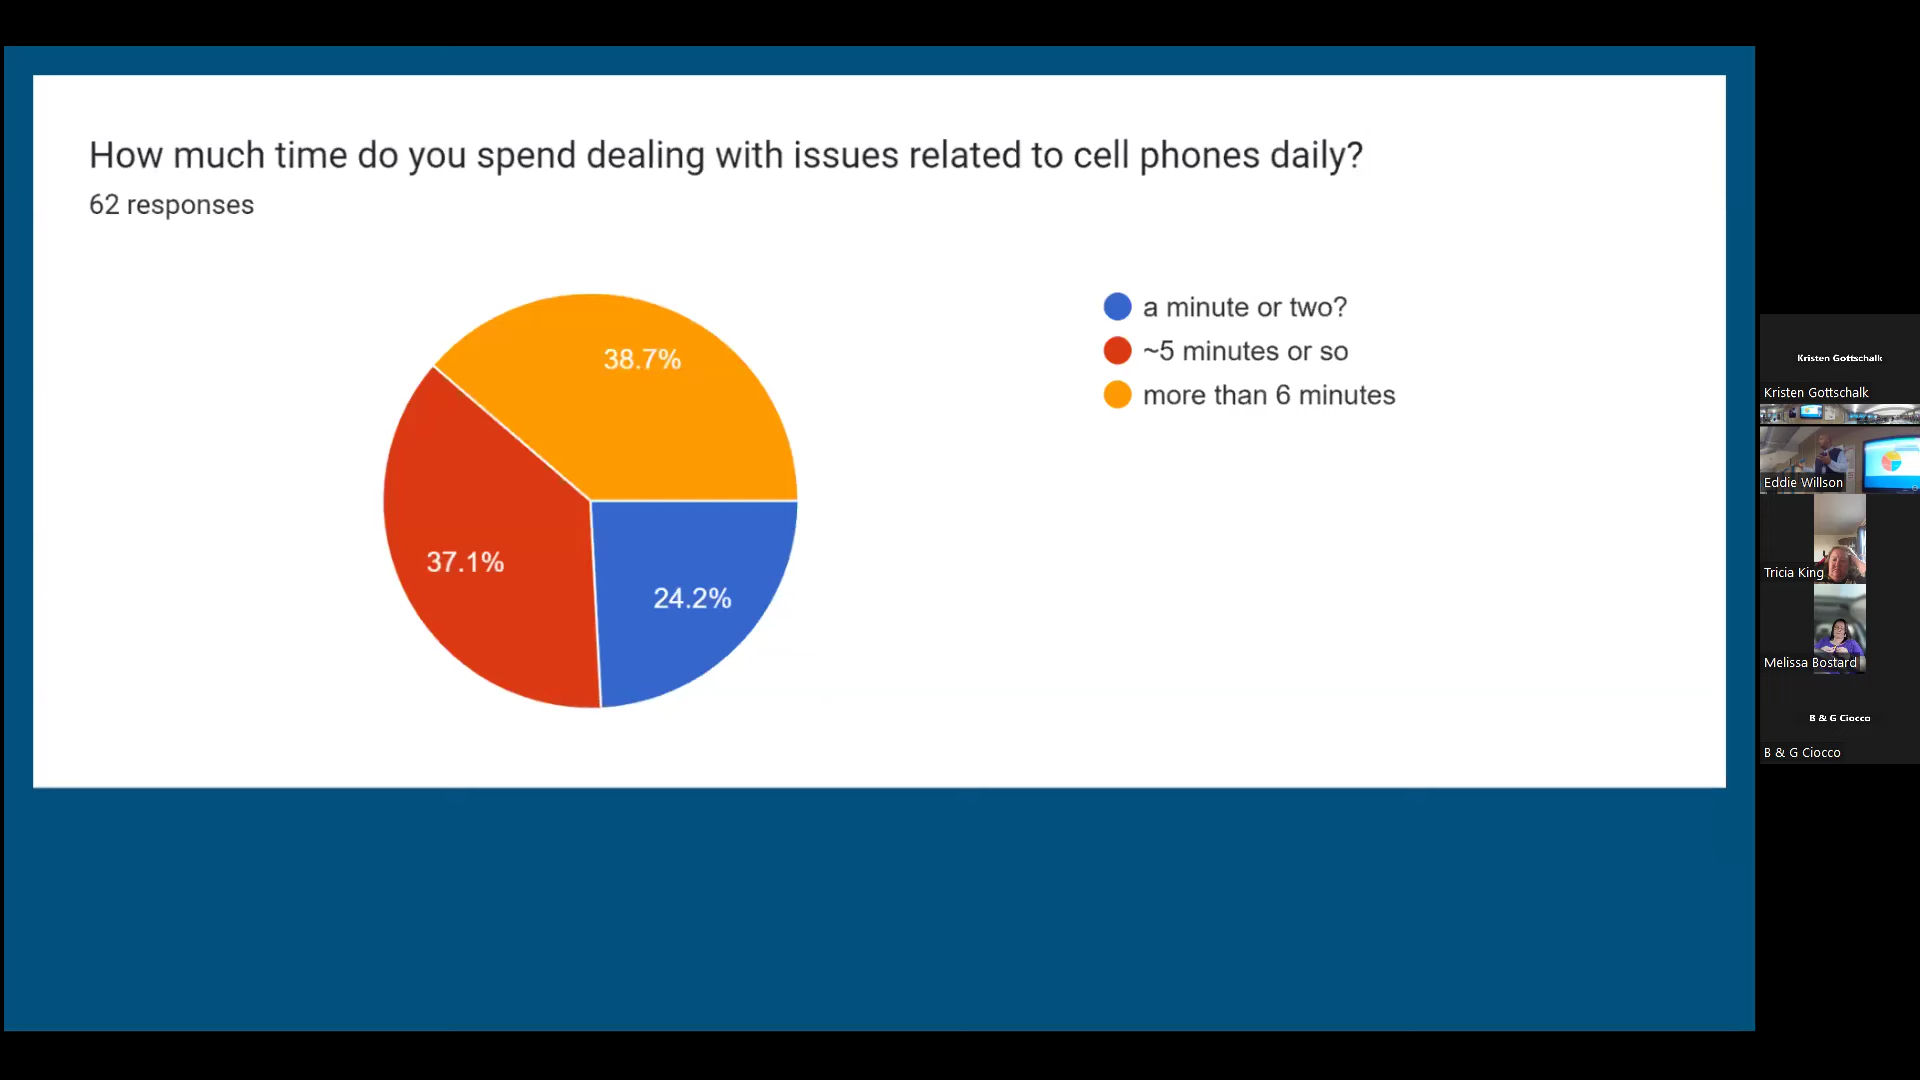 How much time do you spend dealing with issues related to cell phones daily?
62 responses
38.7%
37.1%
24.2%
a minute or two?
~5 minutes or so
more than 6 minutes
Kristen Gottschalk
Kristen Gottschalk
Eddie Willson
Tricia King
Melissa Bostard
B & G Ciocco
B & G Ciocco